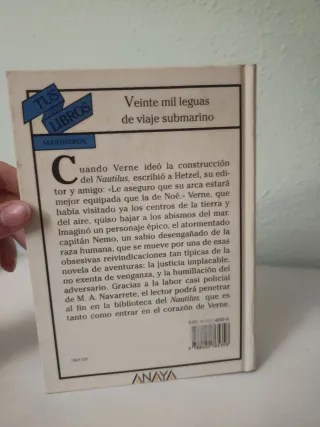 TUS
LIBROS
Veinte mil leguas
de viaje submarino
Cuando Verne ideó la construcción
del Nautilus, escribió a Hetzel, su edi-
tor y amigo: «Le aseguro que su arca estará
mejor equipada que la de Noé.» Verne, que
había visitado ya los centros de la tierra y
del aire, quiso bajar a los abismos del mar.
Imaginó un personaje épico, el atormentado
capitán Nemo, un sabio desengañado de la
raza humana, que se mueve por una de esas
obsesivas reivindicaciones tan típicas de la
novela de aventuras: la justicia implacable,
no exenta de venganza, y la humillación del
adversario. Gracias a la labor casi policial
de M. A. Navarrete, el lector podrá penetrar
al fin en la biblioteca del Nautilus, que es
tanto como entrar en el corazón de Verne.
ANAYA